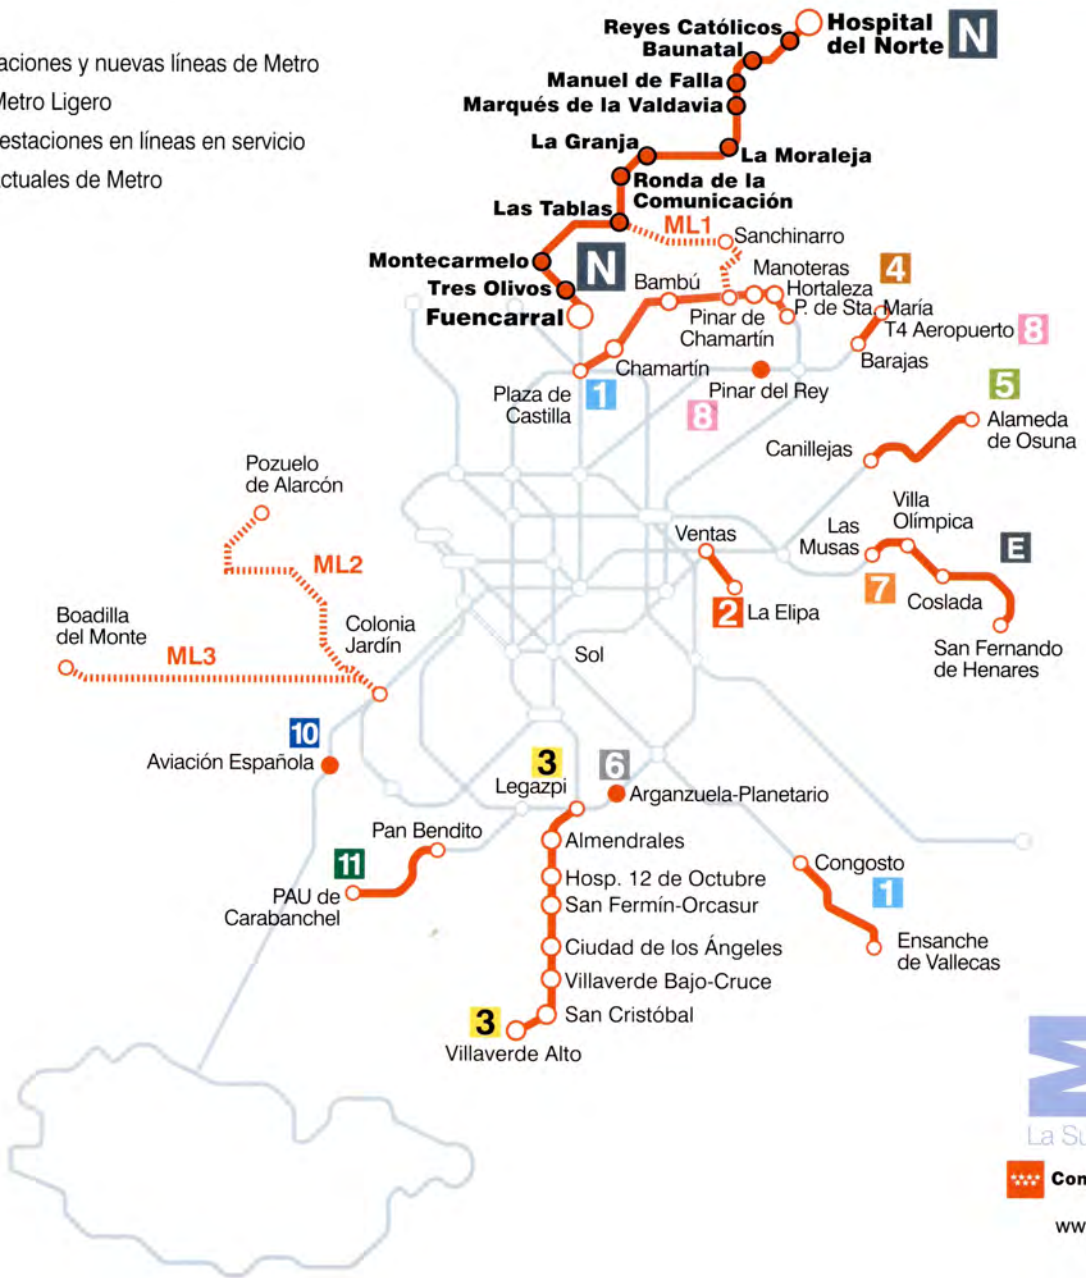 aciones y nuevas líneas de Metro
Metro Ligero
estaciones en líneas en servicio
ctuales de Metro
Reyes Católicos
Baunatal
Hospital
del Norte
N
Manuel de Falla
Marqués de la Valdavia
La Granja
La Moraleja
Ronda de la
Comunicación
Las Tablas
ML1
Sanchinarro
Montecarmelo
N
Manoteras
4
Bambú
Hortaleza
Tres Olivos
P. de Sta. María
Fuencarral
Pinar de
Chamartín
T4 Aeropuerto
8
Barajas
Chamartín
Plaza de
Castilla
1
Pinar del Rey
8
5
Alameda
de Osuna
Canillejas
Pozuelo
de Alarcón
Villa
Olímpica
Las
Musas
Ventas
E
ML2
7
Coslada
2
La Elipa
Boadilla
del Monte
Colonia
Jardín
San Fernando
de Henares
ML3
Sol
10
Aviación Española
3
6
Legazpi
Arganzuela-Planetario
Pan Bendito
Almendrales
11
Congosto
Hosp. 12 de Octubre
1
PAU de
Carabanchel
San Fermín-Orcasur
Ciudad de los Ángeles
Ensanche
de Vallecas
Villaverde Bajo-Cruce
3
San Cristóbal
Villaverde Alto
La Su
Con
ww